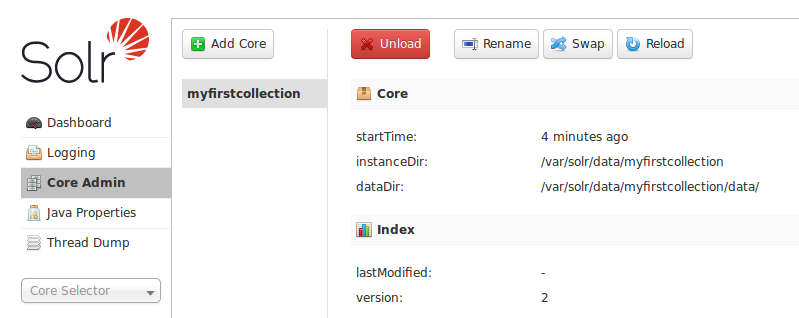 Solr
Dashboard
Logging
Core Admin
Java Properties
Thread Dump
Core Selector
Add Core
myfirstcollection
Unload
Rename
Swap
Reload
Core
startTime: 4 minutes ago
instanceDir: /var/solr/data/myfirstcollection
dataDir: /var/solr/data/myfirstcollection/data/
Index
lastModified: -
version: 2